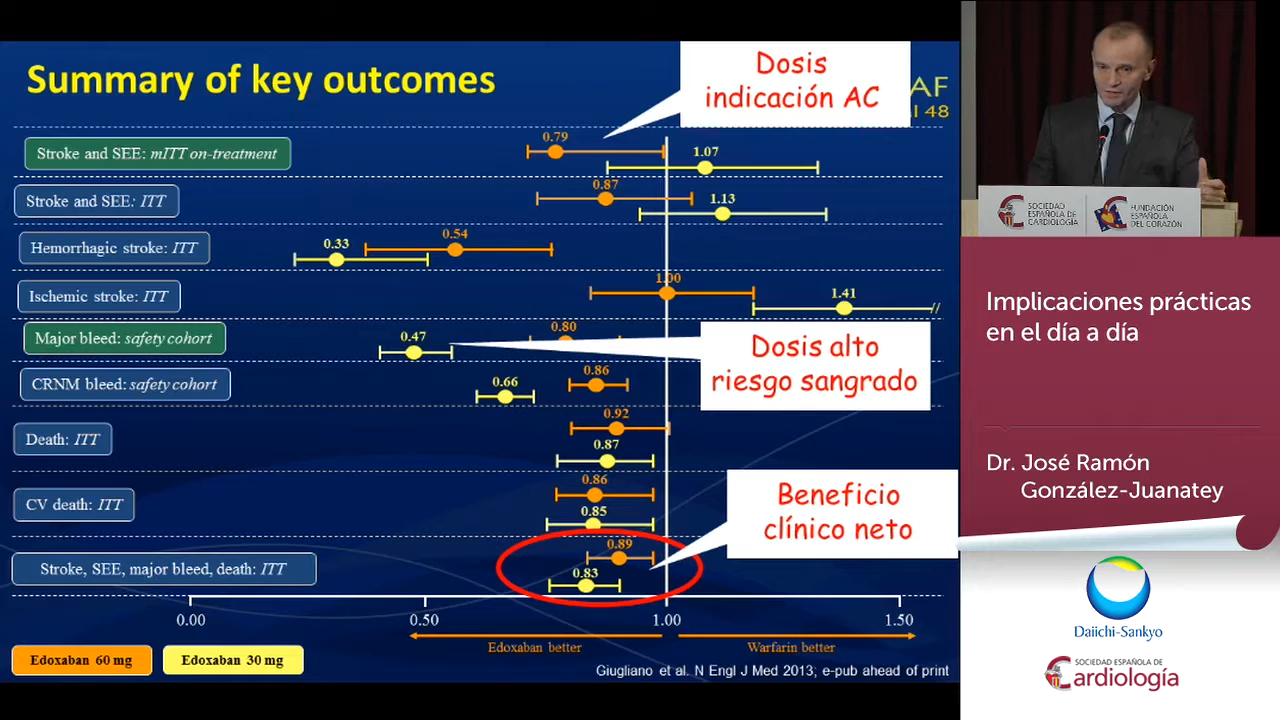 Summary of key outcomes
AF
I 48
Dosis
indicación AC
Stroke and SEE: mITT on-treatment
0.79
1.07
Stroke and SEE: ITT
0.87
1.13
Hemorrhagic stroke: ITT
0.33
0.54
Ischemic stroke: ITT
1.00
1.41
//
Major bleed: safety cohort
0.47
0.80
Dosis alto
riesgo sangrado
CRNM bleed: safety cohort
0.66
0.86
Death: ITT
0.92
0.87
CV death: ITT
0.86
0.85
Beneficio
clínico neto
Stroke, SEE, major bleed, death: ITT
0.89
0.83
0.00
0.50
1.00
1.50
Edoxaban better
Warfarin better
Edoxaban 60 mg
Edoxaban 30 mg
Giugliano et al. N Engl J Med 2013; e-pub ahead of print
SOCIEDAD
ESPAÑOLA DE
CARDIOLOGÍA
FUNDACIÓN
ESPAÑOLA
DEL CORAZÓN
Implicaciones prácticas
en el día a día
Dr. José Ramón
González-Juanatey
Daiichi-Sankyo
SOCIEDAD ESPAÑOLA DE
Cardiología